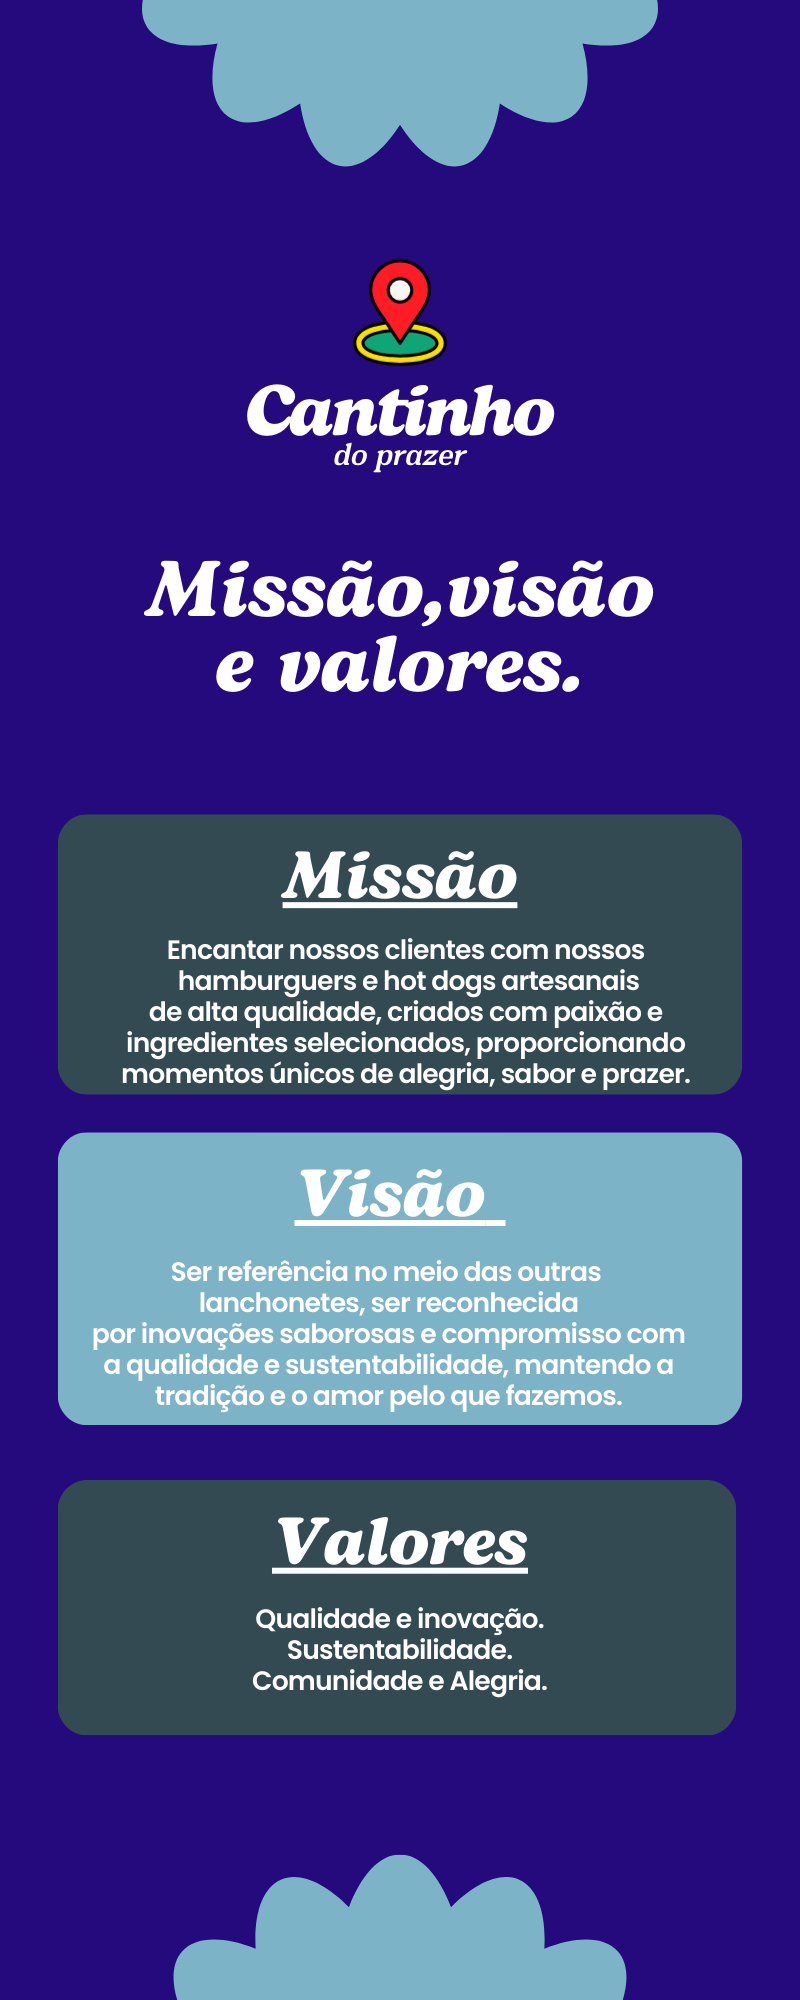 Cantinho
do prazer
Missão,visão
e valores.
Missão
Encantar nossos clientes com nossos
hamburguers e hot dogs artesanais
de alta qualidade, criados com paixão e
ingredientes selecionados, proporcionando
momentos únicos de alegria, sabor e prazer.
Visão
Ser referência no meio das outras
lanchonetes, ser reconhecida
por inovações saborosas e compromisso com
a qualidade e sustentabilidade, mantendo a
tradição e o amor pelo que fazemos.
Valores
Qualidade e inovação.
Sustentabilidade.
Comunidade e Alegria.